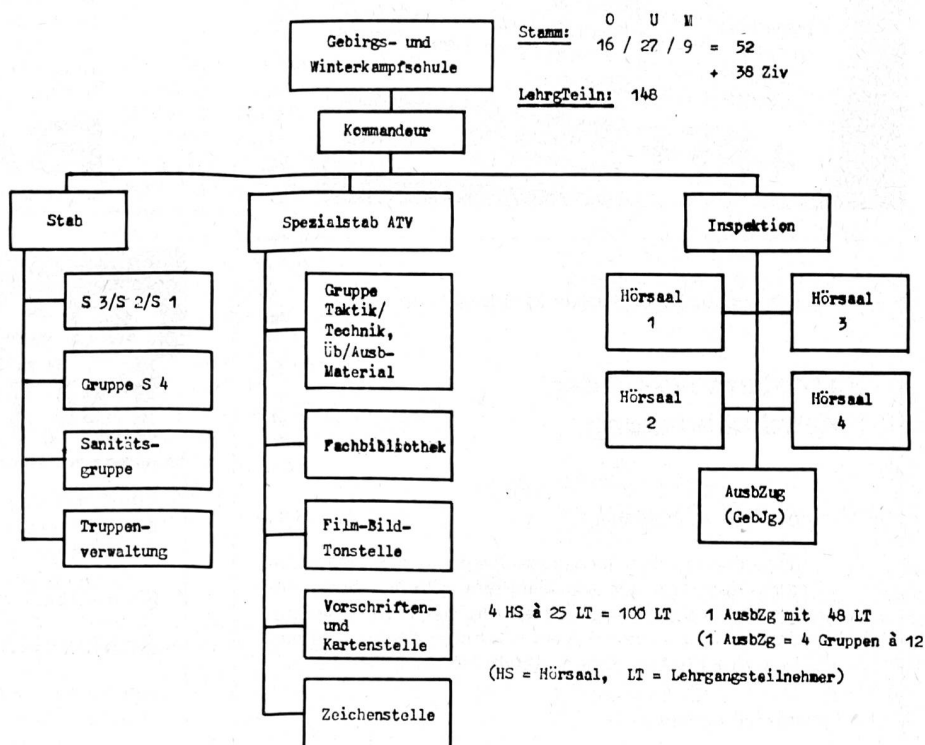 Gebirgs- und
Winterkampfschule
Stamm:
O U M
16 / 27 / 9 = 52
+ 38 Ziv
LehrgTeiln: 148
Kommandeur
Stab
Spezialstab ATV
Inspektion
S 3/S 2/S 1
Gruppe S 4
Sanitäts-
gruppe
Truppen-
verwaltung
Gruppe
Taktik/
Technik,
Üb/Ausb-
Material
Fachbibliothek
Film-Bild-
Tonstelle
Vorschriften-
und
Kartenstelle
Zeichenstelle
Hörsaal
1
Hörsaal
3
Hörsaal
2
Hörsaal
4
AusbZug
(GebJg)
4 HS à 25 LT = 100 LT 1 AusbZg mit 48 LT
(1 AusbZg = 4 Gruppen à 12
(HS = Hörsaal, LT = Lehrgangsteilnehmer)